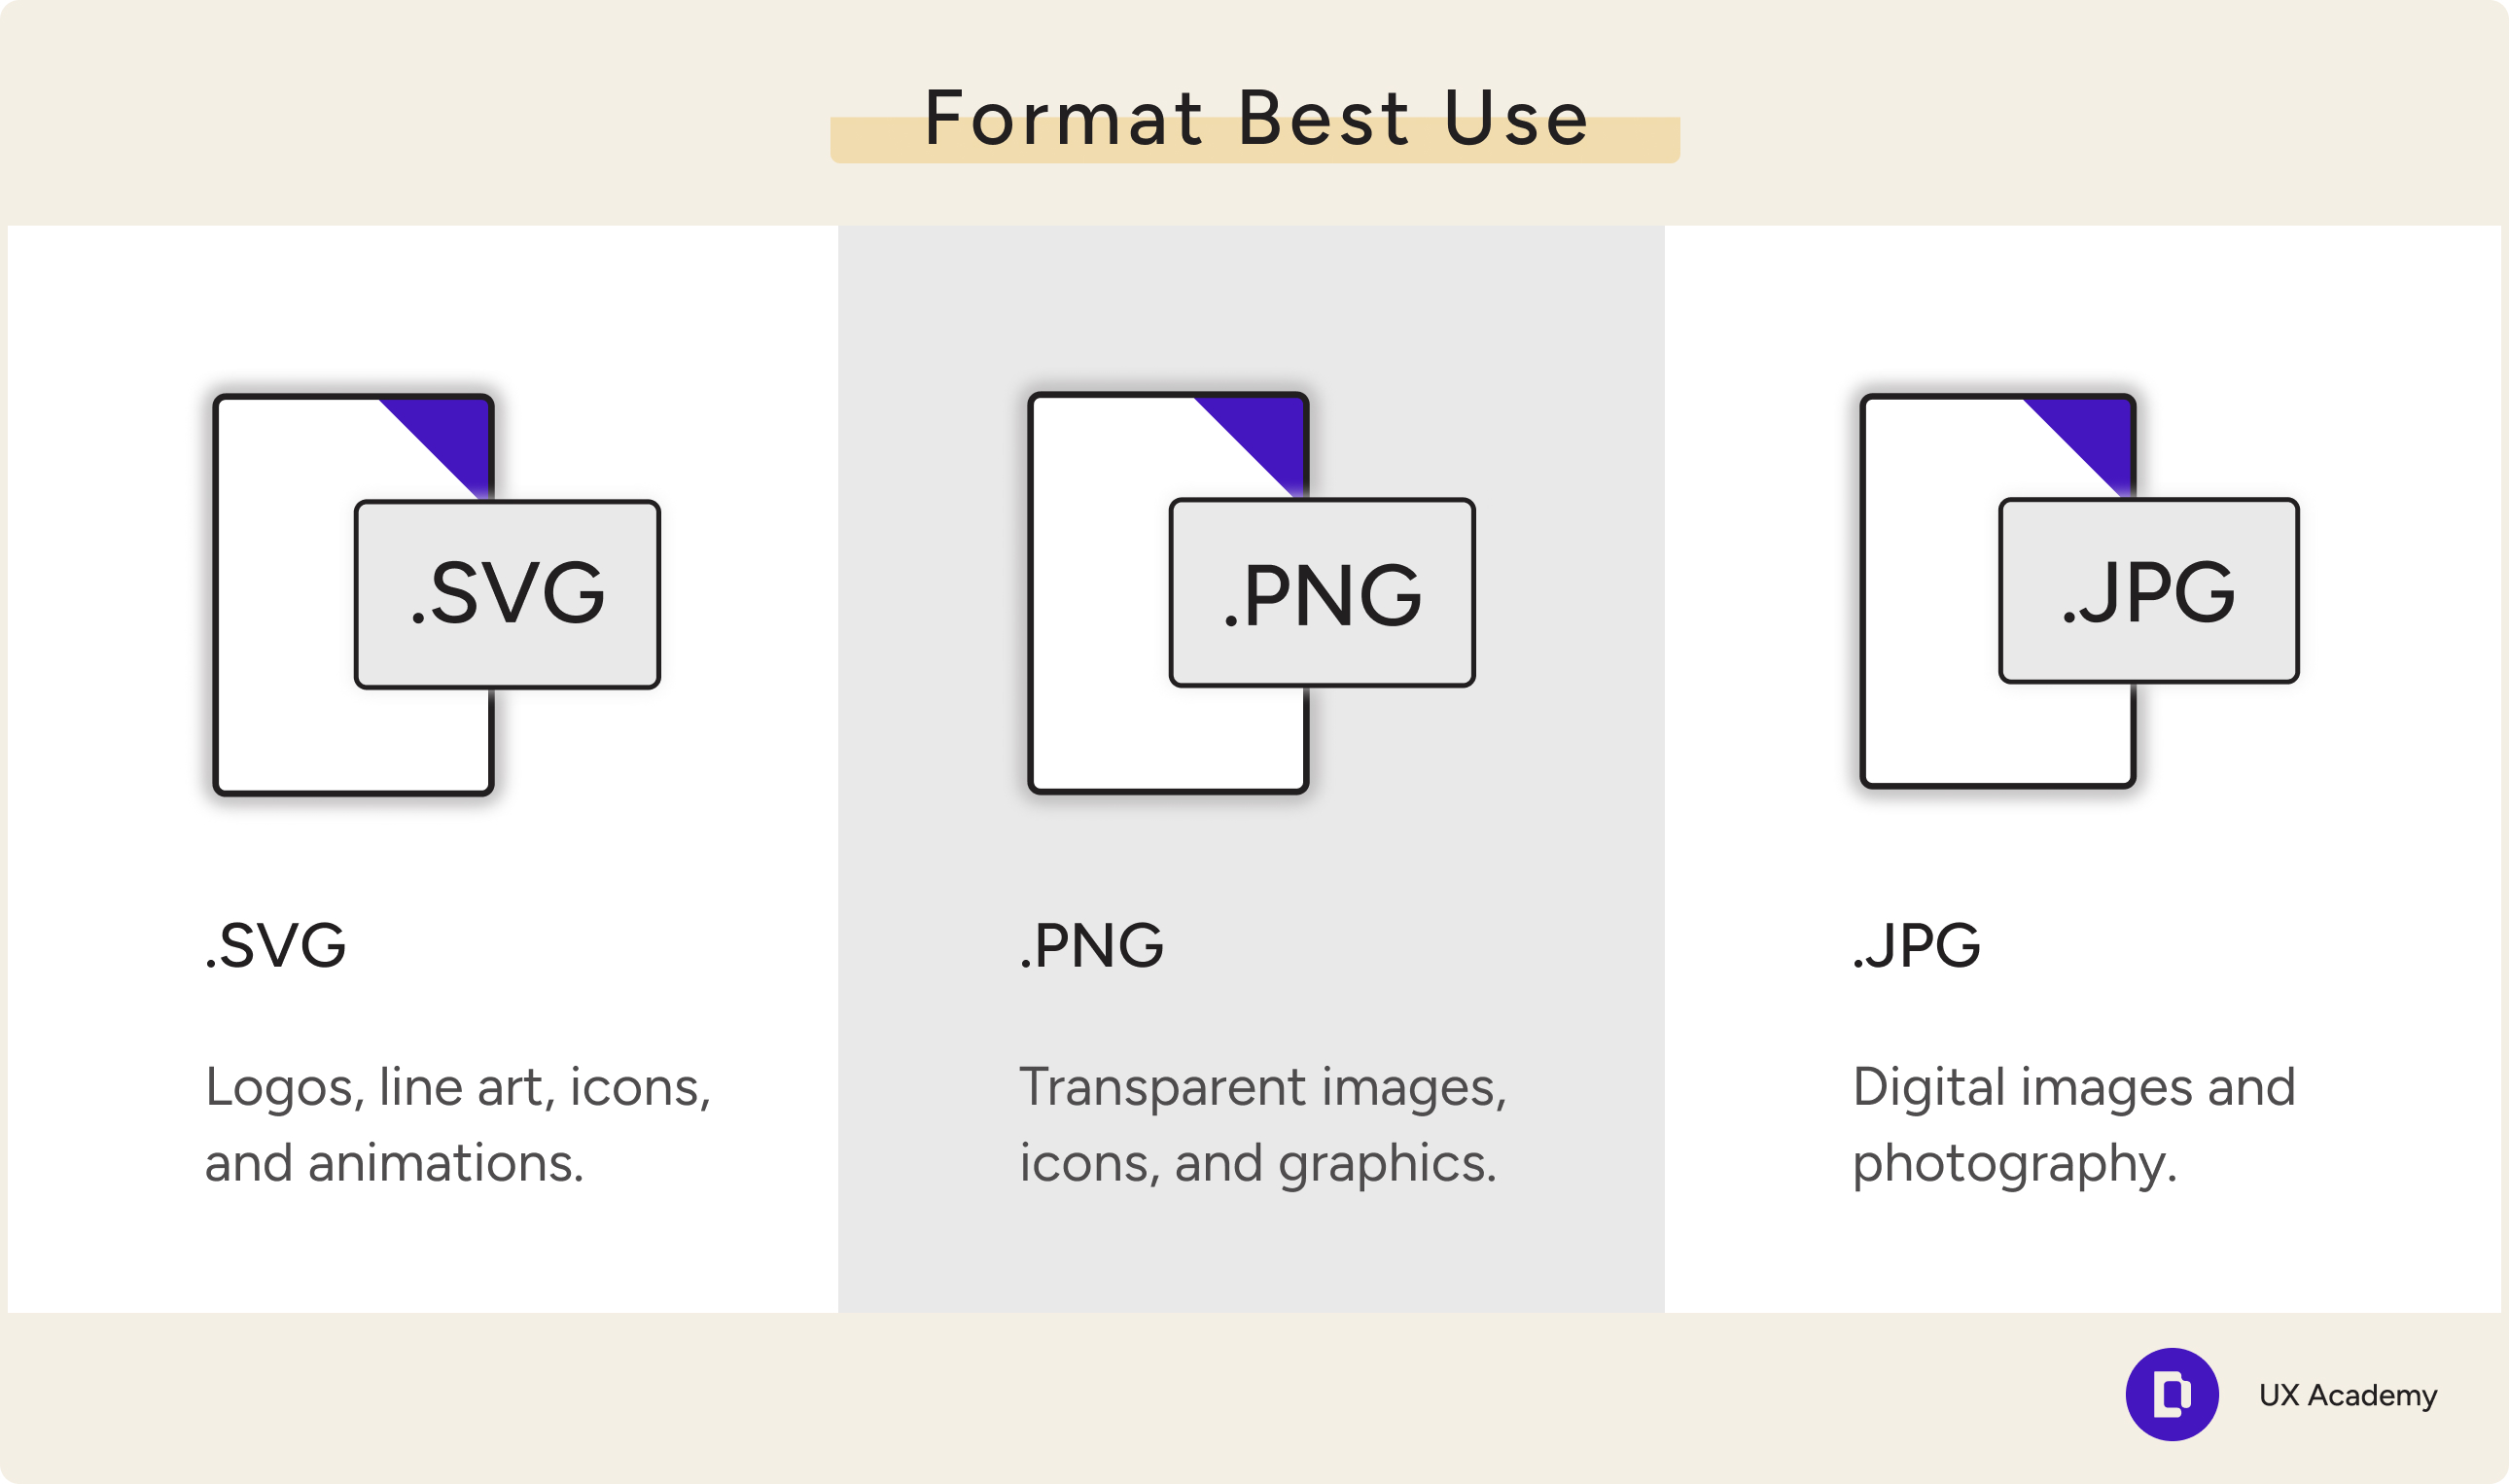 Format Best Use
.SVG
.PNG
.JPG
.SVG
Logos, line art, icons,
and animations.
.PNG
Transparent images,
icons, and graphics.
.JPG
Digital images and
photography.
UX Academy